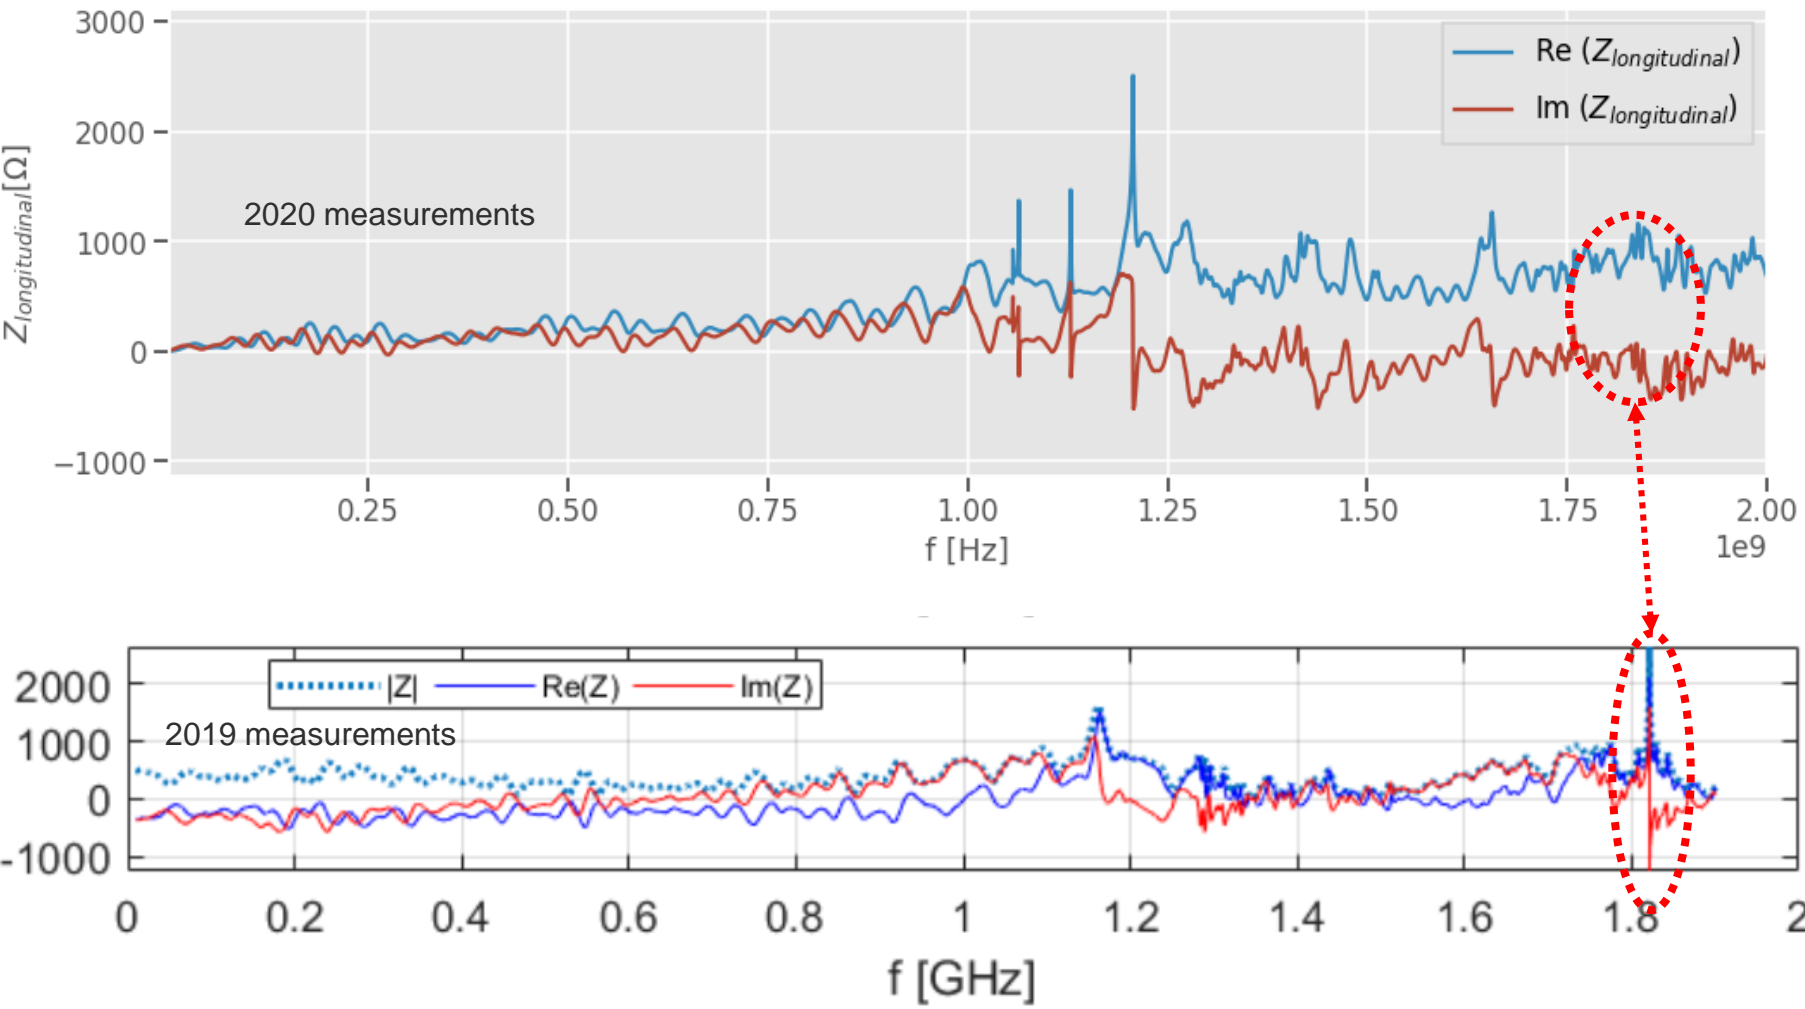 3000
2000
1000
0
−1000
Z_longitudinal[Ω]
Re (Z_longitudinal)
Im (Z_longitudinal)
2020 measurements
0.25 0.50 0.75 1.00 1.25 1.50 1.75 2.00
f [Hz]
1e9
2000
1000
0
-1000
|Z| Re(Z) Im(Z)
2019 measurements
0 0.2 0.4 0.6 0.8 1 1.2 1.4 1.6 1.8 2
f [GHz]